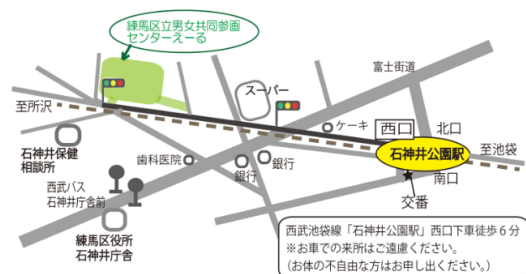 練馬区立男女共同参画
センターえーる
富士街道
スーパー
至所沢
ケーキ
西口
北口
石神井公園駅
至池袋
石神井保健
相談所
歯科医院
銀行
銀行
南口
交番
西武バス
石神井庁舎前
練馬区役所
石神井庁舎
西武池袋線「石神井公園駅」西口下車徒歩6分
※お車での来所はご遠慮ください。
(お体の不自由な方はお申し出ください。)